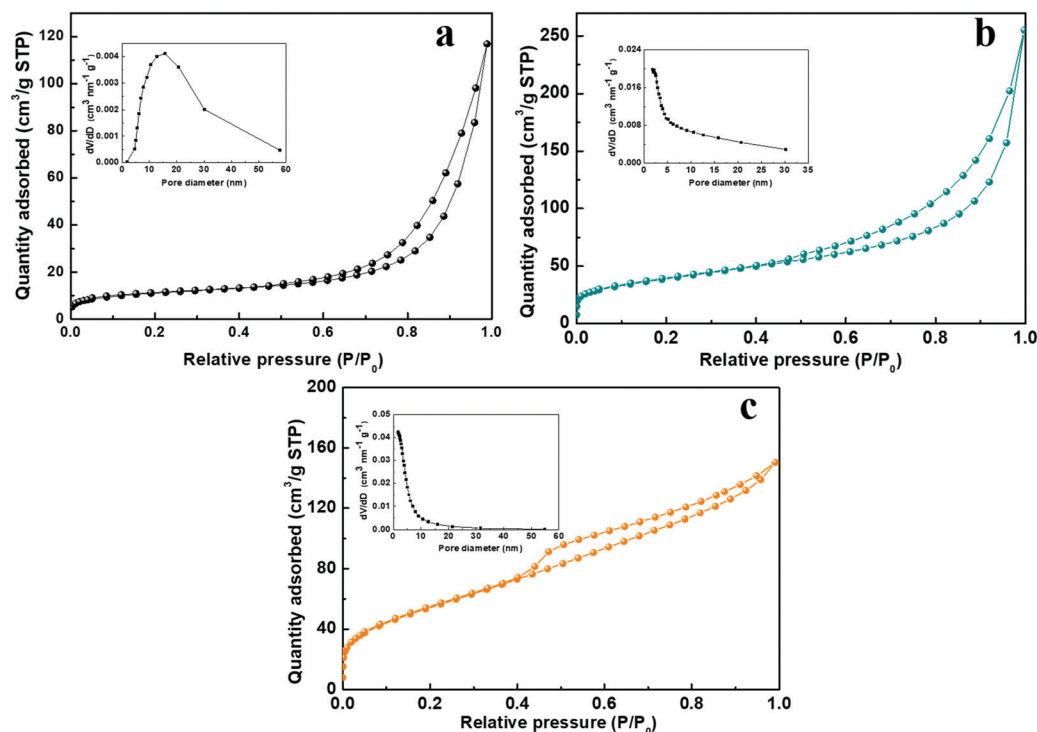 a
Quantity adsorbed (cm³/g STP)
120
100
80
60
40
20
0
0.0 0.2 0.4 0.6 0.8 1.0
Relative pressure (P/P₀)
dV/dD (cm³ nm⁻¹ g⁻¹)
0.004
0.003
0.002
0.001
0.000
0 10 20 30 40 50 60
Pore diameter (nm)
b
Quantity adsorbed (cm³/g STP)
250
200
150
100
50
0
0.0 0.2 0.4 0.6 0.8 1.0
Relative pressure (P/P₀)
dV/dD (cm³ nm⁻¹ g⁻¹)
0.024
0.016
0.008
0.000
0 5 10 15 20 25 30 35
Pore diameter (nm)
c
Quantity adsorbed (cm³/g STP)
200
160
120
80
40
0
0.0 0.2 0.4 0.6 0.8 1.0
Relative pressure (P/P₀)
dV/dD (cm³ nm⁻¹ g⁻¹)
0.05
0.04
0.03
0.02
0.01
0.00
0 10 20 30 40 50 60
Pore diameter (nm)